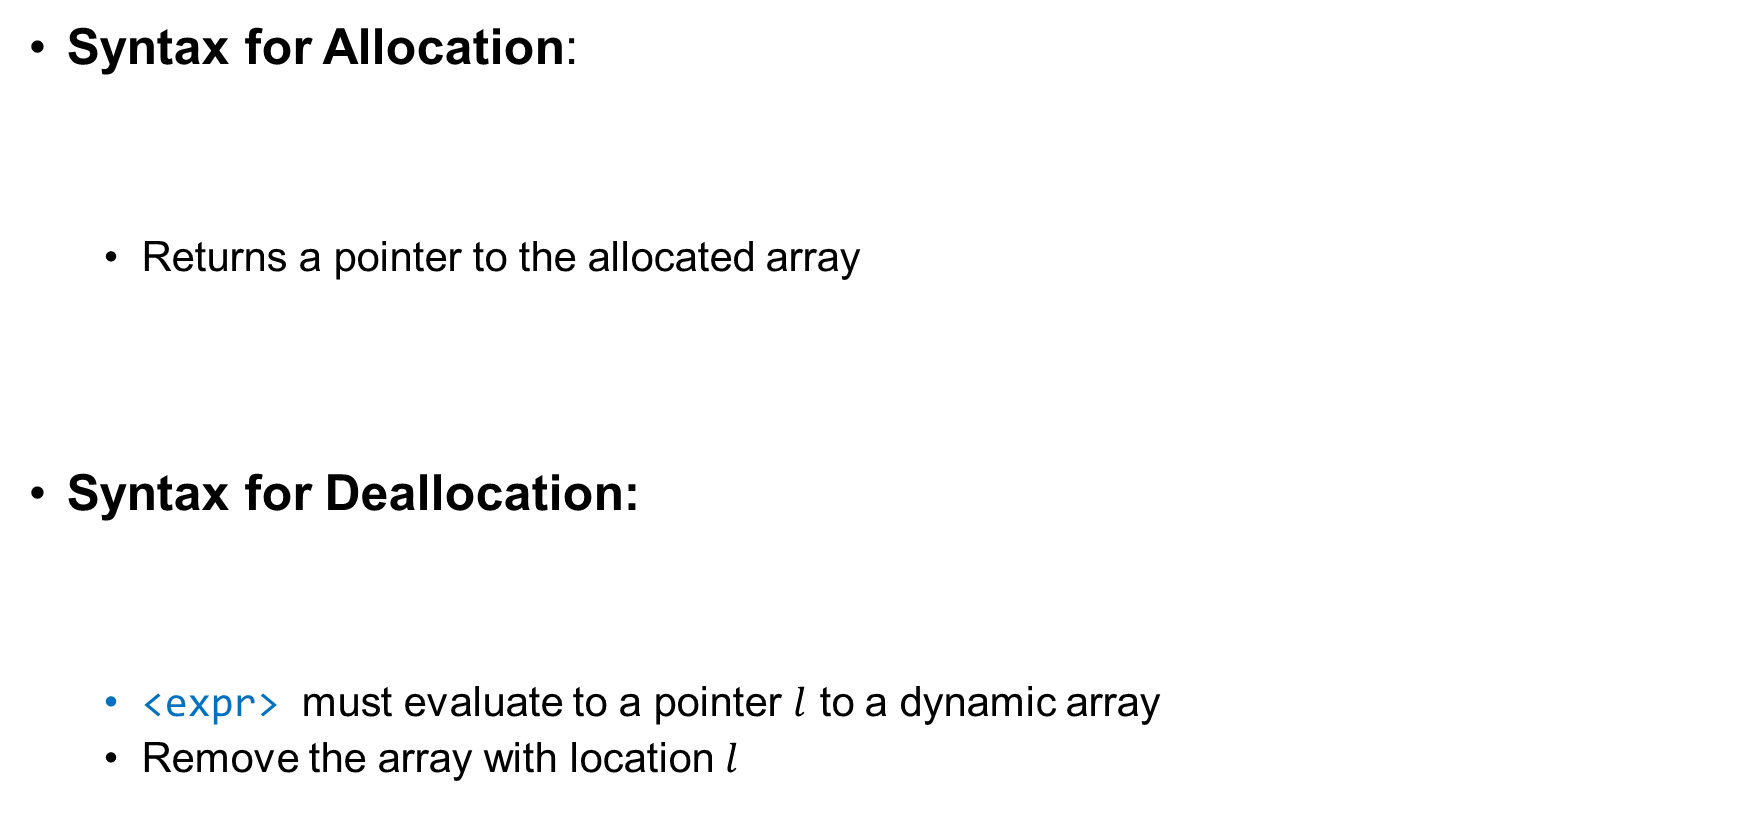 • Syntax for Allocation:
• Returns a pointer to the allocated array
• Syntax for Deallocation:
• <expr> must evaluate to a pointer l to a dynamic array
• Remove the array with location l